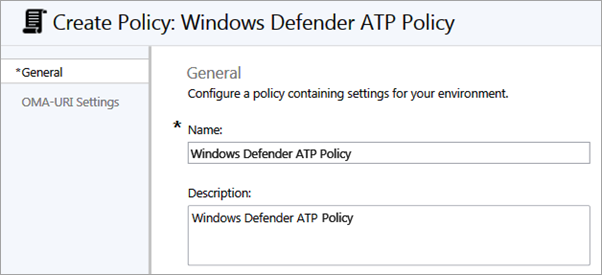 Create Policy: Windows Defender ATP Policy
*General
OMA-URI Settings
General
Configure a policy containing settings for your environment.
* Name:
Windows Defender ATP Policy
Description:
Windows Defender ATP Policy